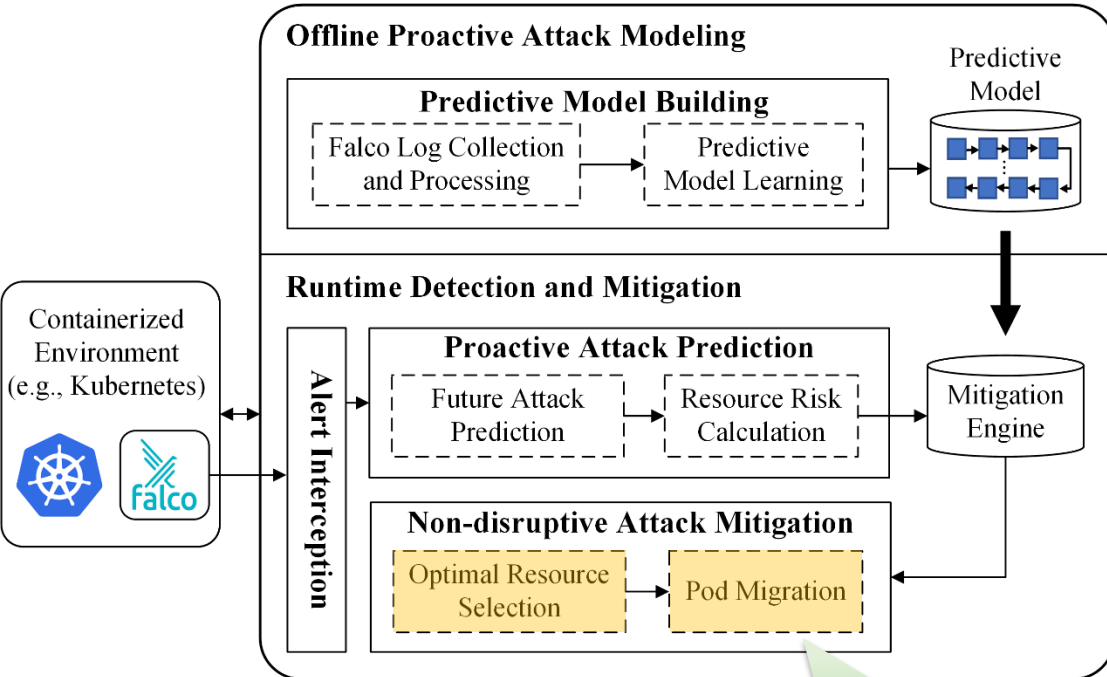 Offline Proactive Attack Modeling
Predictive Model Building
Falco Log Collection
and Processing
Predictive
Model Learning
Predictive
Model
Runtime Detection and Mitigation
Containerized
Environment
(e.g., Kubernetes)
falco
Alert Interception
Proactive Attack Prediction
Future Attack
Prediction
Resource Risk
Calculation
Mitigation
Engine
Non-disruptive Attack Mitigation
Optimal Resource
Selection
Pod Migration